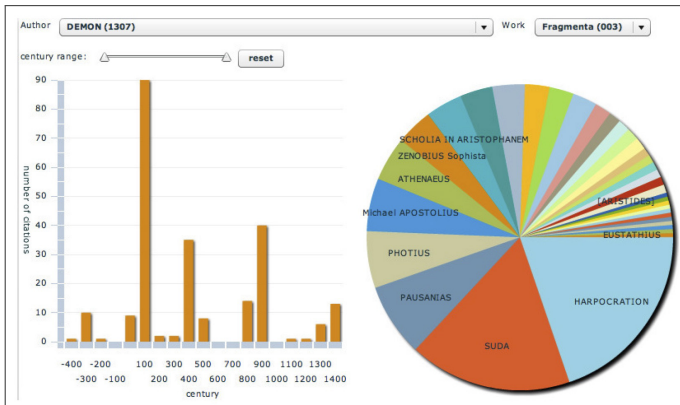 Author DEMON (1307) Work Fragmenta (003)
century range: reset
90
80
70
60
50
40
30
20
10
0
number of citations
-400 -200 100 300 500 700 900 1100 1300
-300 -100 200 400 600 800 1000 1200 1400
century
SCHOLIA IN ARISTOPHANEM
ZENOBIUS Sophista
ATHENAEUS
Michael APOSTOLIUS
PHOTIUS
PAUSANIAS
SUDA
HARPOCRATION
EUSTATHIUS
[ARISTIDES]